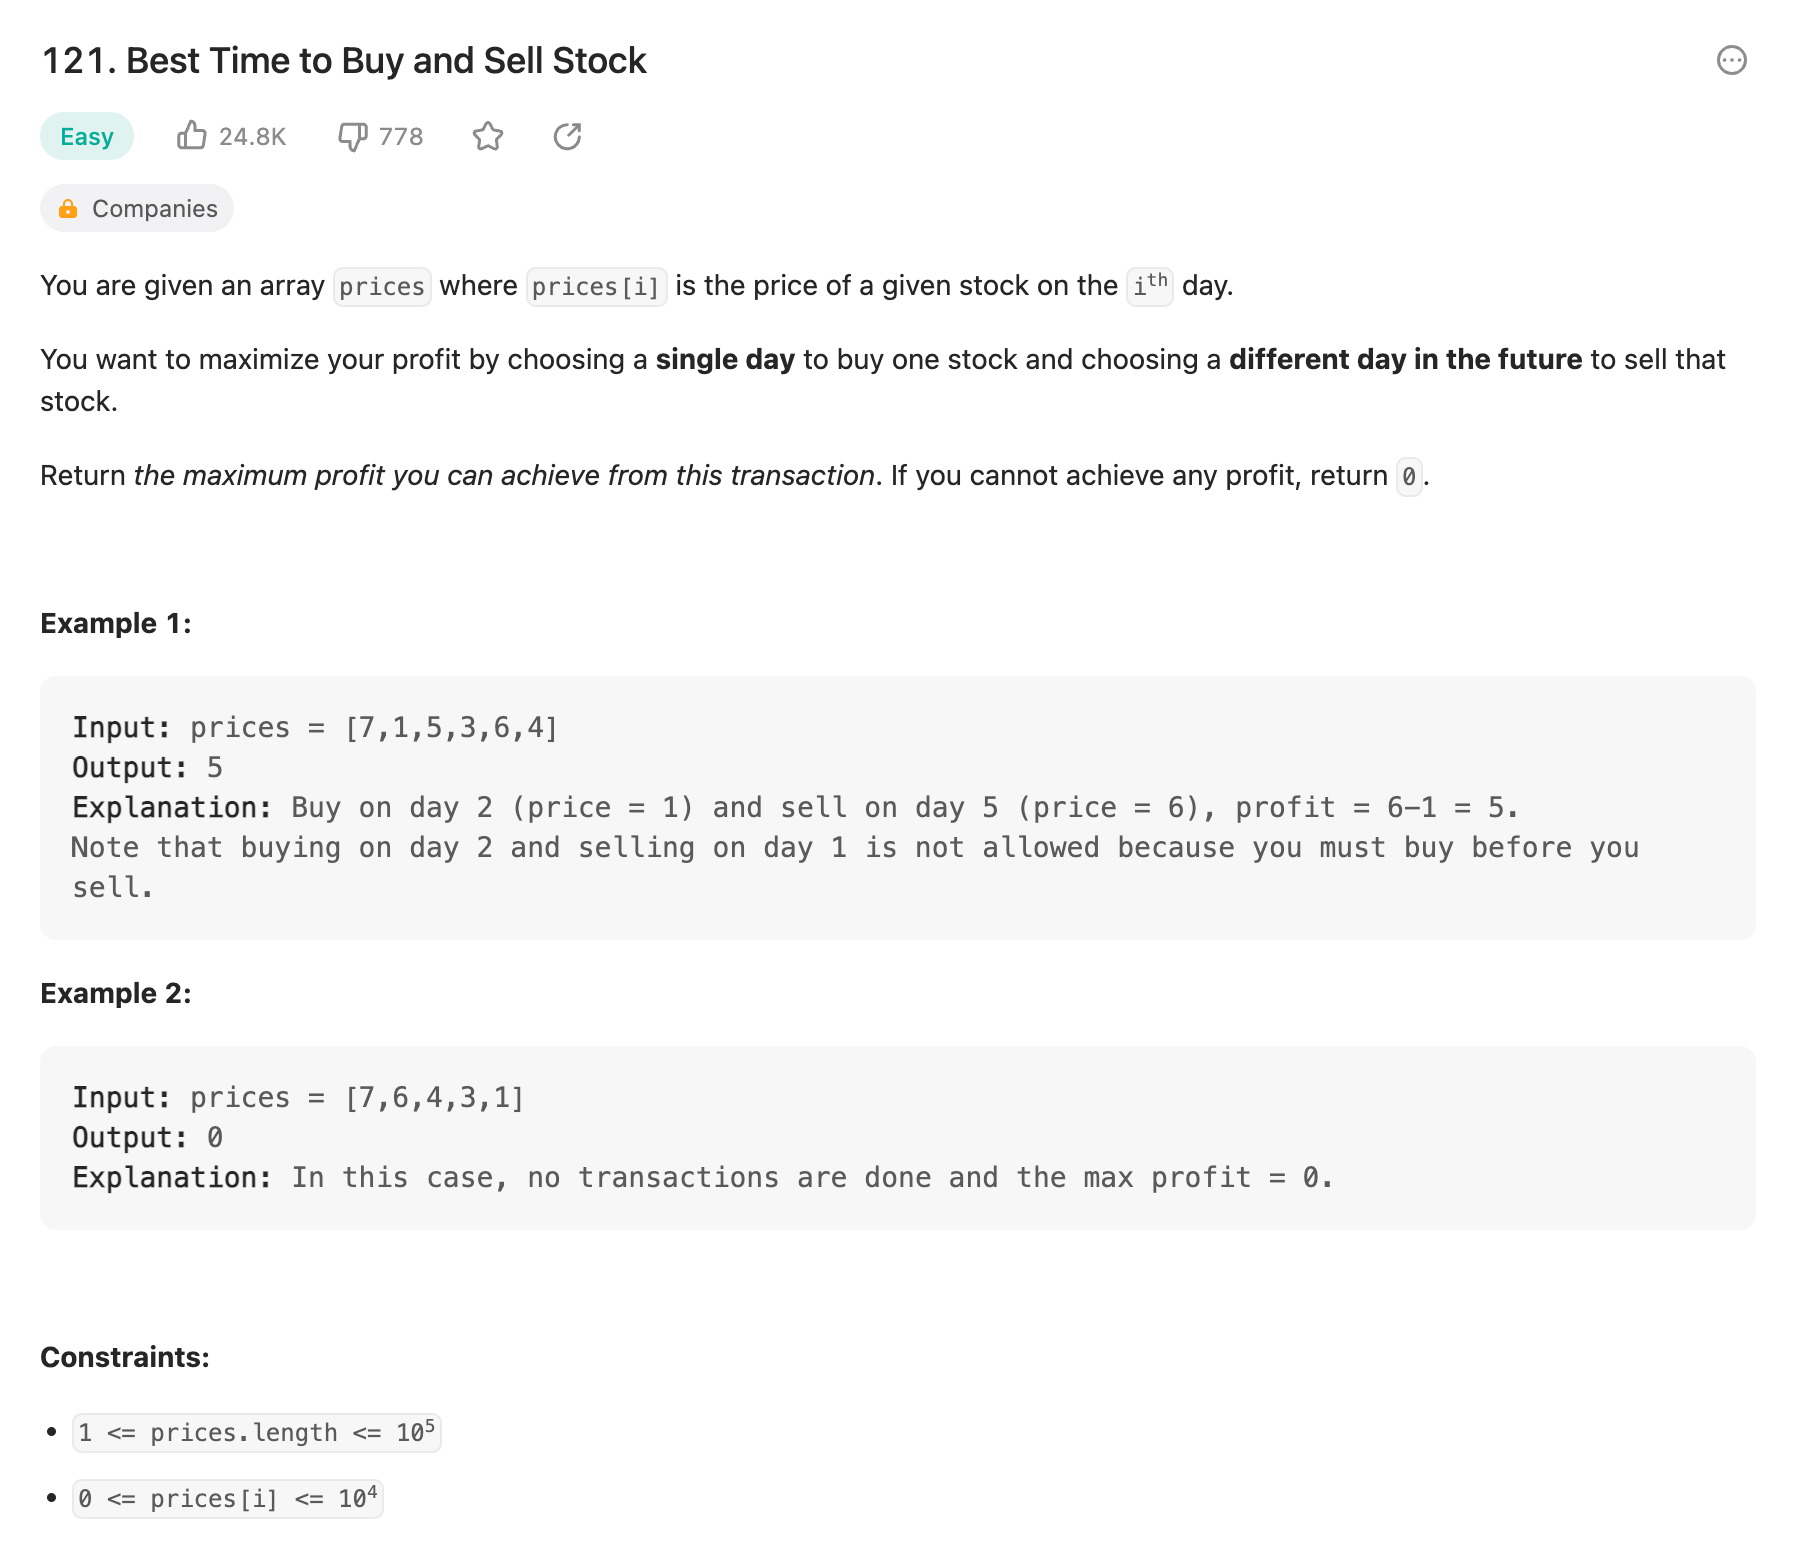 121. Best Time to Buy and Sell Stock
Easy 24.8K 778
Companies
You are given an array prices where prices[i] is the price of a given stock on the iᵗʰ day.
You want to maximize your profit by choosing a single day to buy one stock and choosing a different day in the future to sell that
stock.
Return the maximum profit you can achieve from this transaction. If you cannot achieve any profit, return 0.
Example 1:
Input: prices = [7,1,5,3,6,4]
Output: 5
Explanation: Buy on day 2 (price = 1) and sell on day 5 (price = 6), profit = 6-1 = 5.
Note that buying on day 2 and selling on day 1 is not allowed because you must buy before you
sell.
Example 2:
Input: prices = [7,6,4,3,1]
Output: 0
Explanation: In this case, no transactions are done and the max profit = 0.
Constraints:
• 1 <= prices.length <= 10⁵
• 0 <= prices[i] <= 10⁴